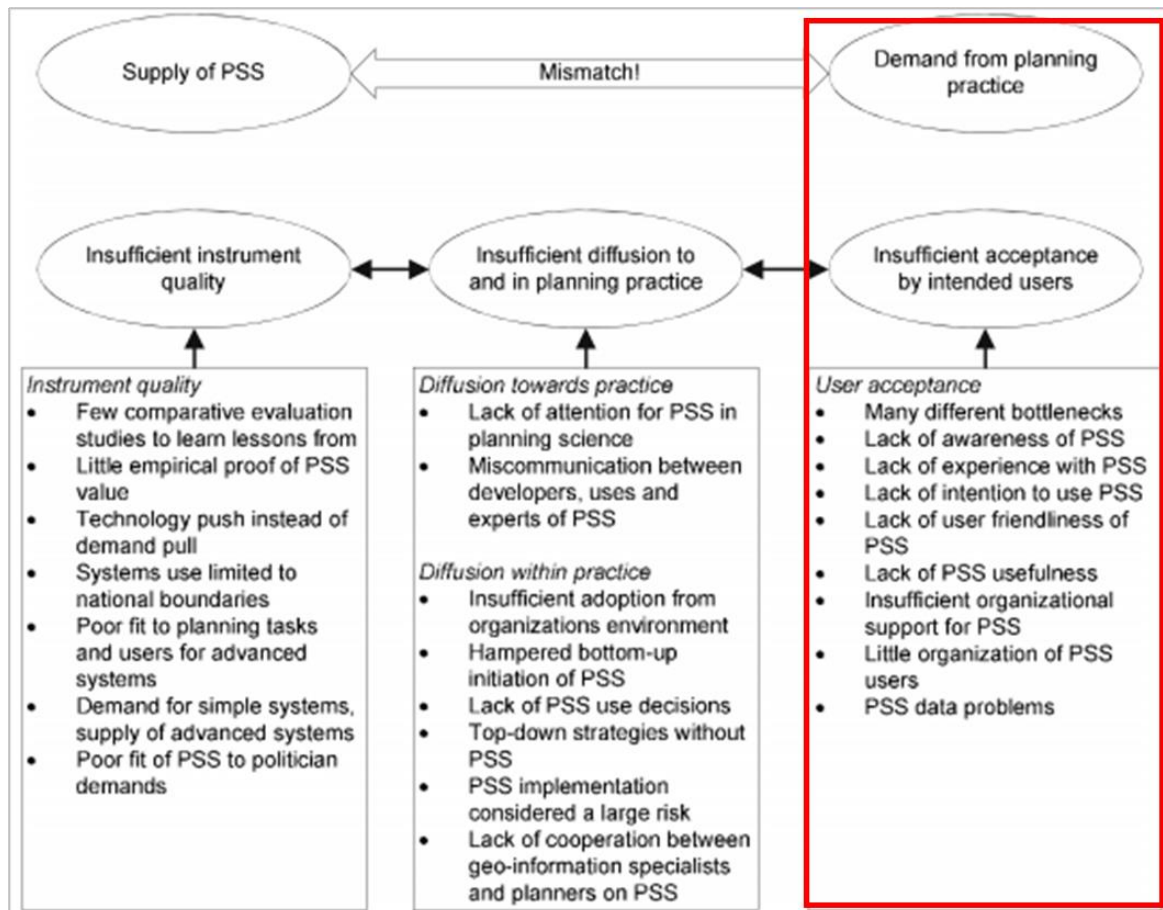 Supply of PSS
Mismatch!
Demand from planning
practice
Insufficient instrument
quality
Insufficient diffusion to
and in planning practice
Insufficient acceptance
by intended users
Instrument quality
• Few comparative evaluation
studies to learn lessons from
• Little empirical proof of PSS
value
• Technology push instead of
demand pull
• Systems use limited to
national boundaries
• Poor fit to planning tasks
and users for advanced
systems
• Demand for simple systems,
supply of advanced systems
• Poor fit of PSS to politician
demands
Diffusion towards practice
• Lack of attention for PSS in
planning science
• Miscommunication between
developers, uses and
experts of PSS
Diffusion within practice
• Insufficient adoption from
organizations environment
• Hampered bottom-up
initiation of PSS
• Lack of PSS use decisions
• Top-down strategies without
PSS
• PSS implementation
considered a large risk
• Lack of cooperation between
geo-information specialists
and planners on PSS
User acceptance
• Many different bottlenecks
• Lack of awareness of PSS
• Lack of experience with PSS
• Lack of intention to use PSS
• Lack of user friendliness of
PSS
• Lack of PSS usefulness
• Insufficient organizational
support for PSS
• Little organization of PSS
users
• PSS data problems